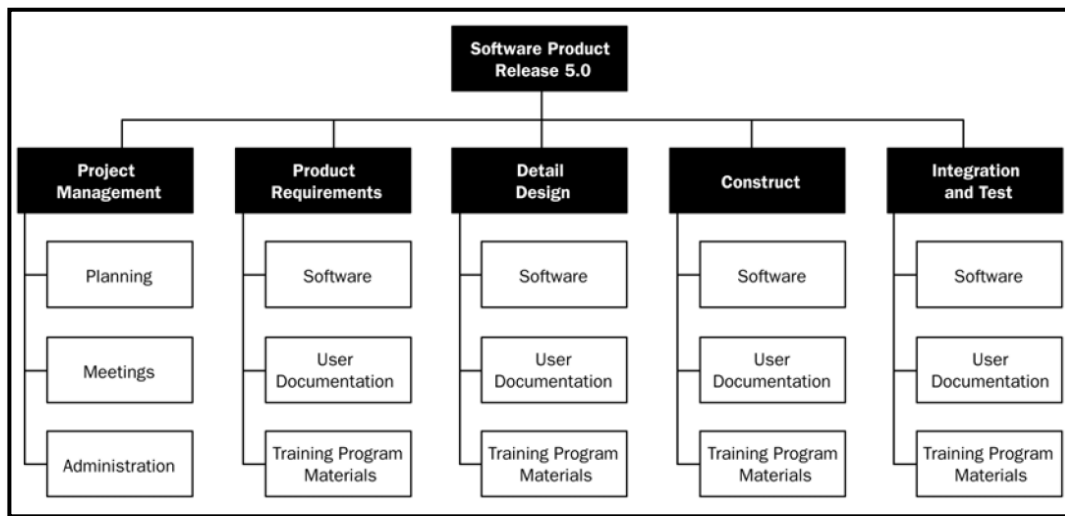 Software Product
Release 5.0
Project
Management
Product
Requirements
Detail
Design
Construct
Integration
and Test
Planning
Software
Software
Software
Software
Meetings
User
Documentation
User
Documentation
User
Documentation
User
Documentation
Administration
Training Program
Materials
Training Program
Materials
Training Program
Materials
Training Program
Materials